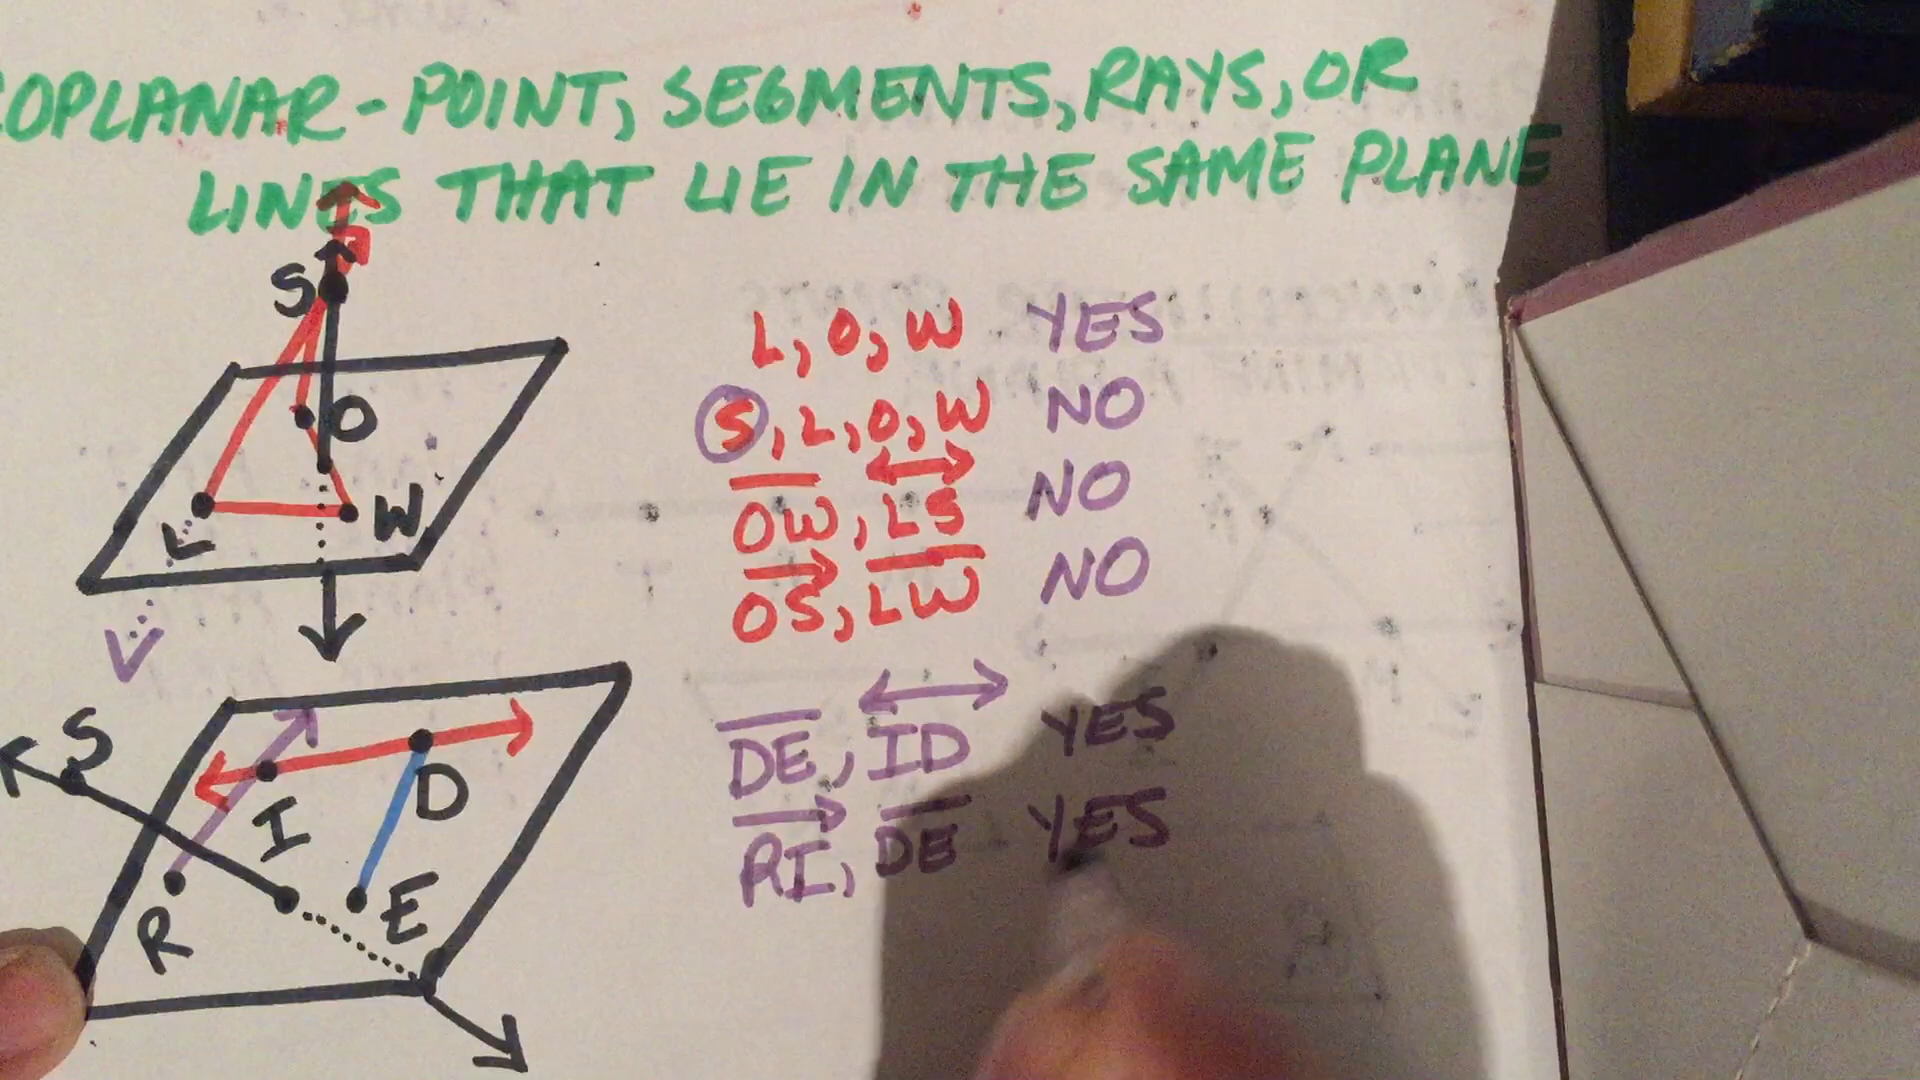 COPLANAR - POINT, SEGMENTS, RAYS, OR
LINES THAT LIE IN THE SAME PLANE
S
O
L
W
L, O, W YES
S, L, O, W NO
OW, LS NO
OS, LW NO
S
I
D
R
E
DE, ID YES
RI, DE YES